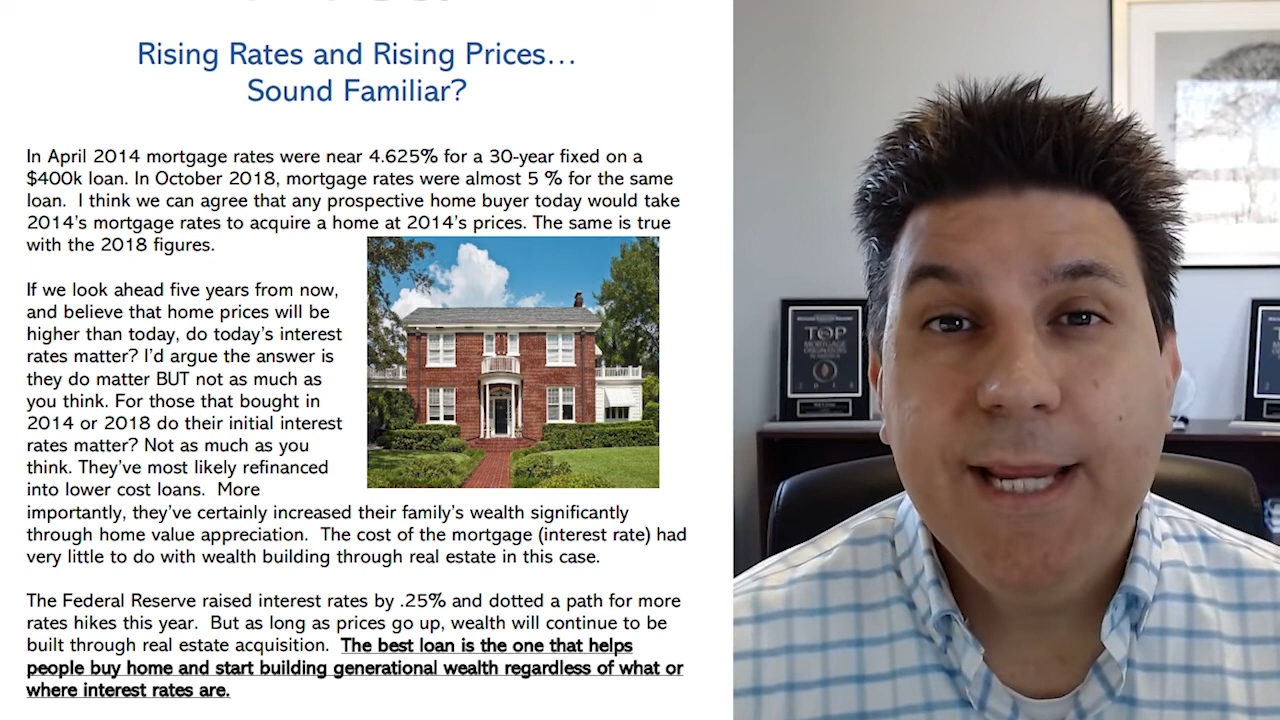 Rising Rates and Rising Prices…
Sound Familiar?
In April 2014 mortgage rates were near 4.625% for a 30-year fixed on a
$400k loan. In October 2018, mortgage rates were almost 5 % for the same
loan. I think we can agree that any prospective home buyer today would take
2014’s mortgage rates to acquire a home at 2014’s prices. The same is true
with the 2018 figures.
If we look ahead five years from now,
and believe that home prices will be
higher than today, do today’s interest
rates matter? I’d argue the answer is
they do matter BUT not as much as
you think. For those that bought in
2014 or 2018 do their initial interest
rates matter? Not as much as you
think. They’ve most likely refinanced
into lower cost loans. More
importantly, they’ve certainly increased their family’s wealth significantly
through home value appreciation. The cost of the mortgage (interest rate) had
very little to do with wealth building through real estate in this case.
The Federal Reserve raised interest rates by .25% and dotted a path for more
rates hikes this year. But as long as prices go up, wealth will continue to be
built through real estate acquisition. The best loan is the one that helps
people buy home and start building generational wealth regardless of what or
where interest rates are.
TOP
MORTGAGE
ORIGINATORS